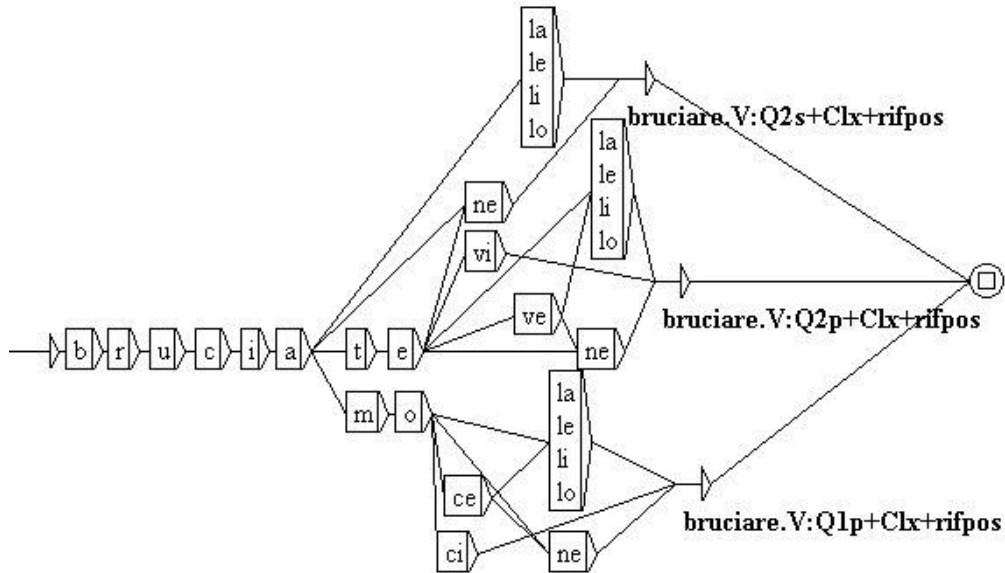 la
le
li
lo
bruciare.V:Q2s+Clx+rifpos
la
le
li
lo
ne
vi
ve
bruciare.V:Q2p+Clx+rifpos
b r u c i a t e ne
m o
la
le
li
lo
ce
bruciare.V:Q1p+Clx+rifpos
ci ne